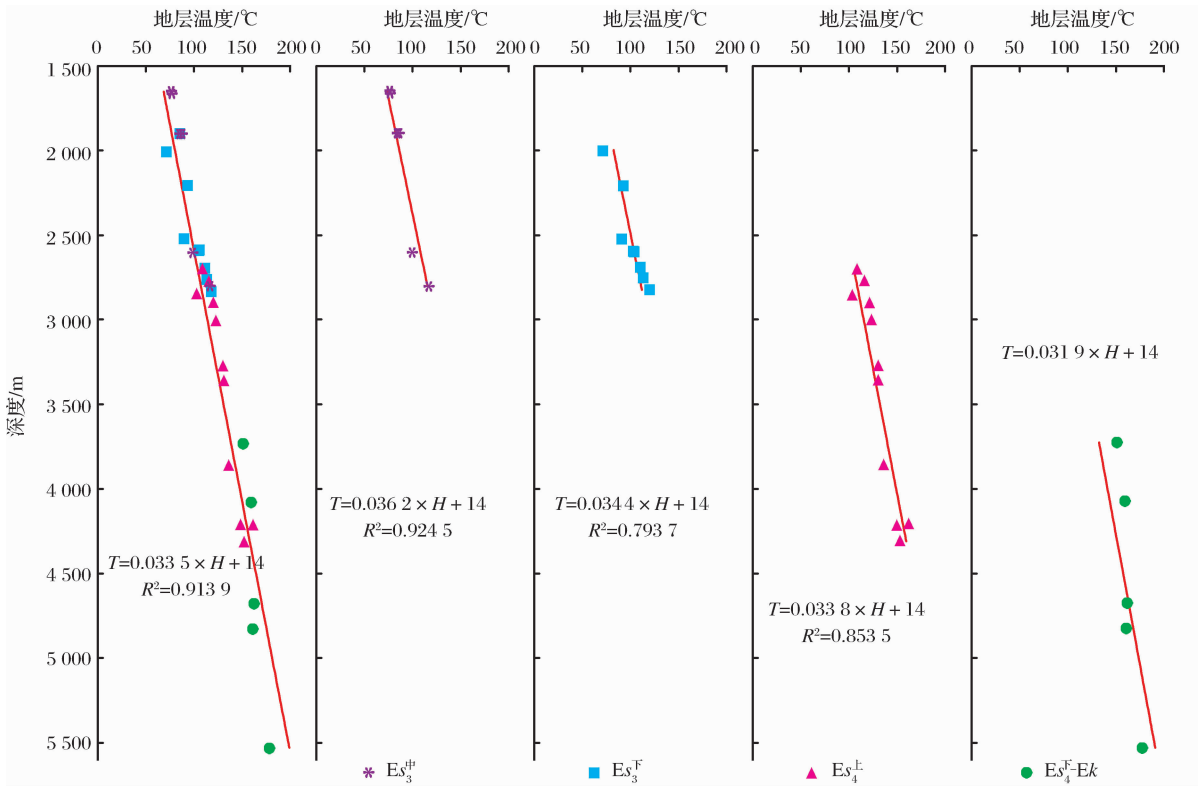 地层温度/℃ 地层温度/℃ 地层温度/℃ 地层温度/℃ 地层温度/℃
0 50 100 150 200 0 50 100 150 200 0 50 100 150 200 0 50 100 150 200 0 50 100 150 200
1 500
2 000
2 500
3 000
T=0.031 9×H+14
深度/m
3 500
4 000
T=0.036 2×H+14
R²=0.924 5
T=0.034 4×H+14
R²=0.793 7
T=0.033 5×H+14
R²=0.913 9
4 500
T=0.033 8×H+14
R²=0.853 5
5 000
5 500
Es₃中 Es₃下 Es₄上 Es₄下-Ek